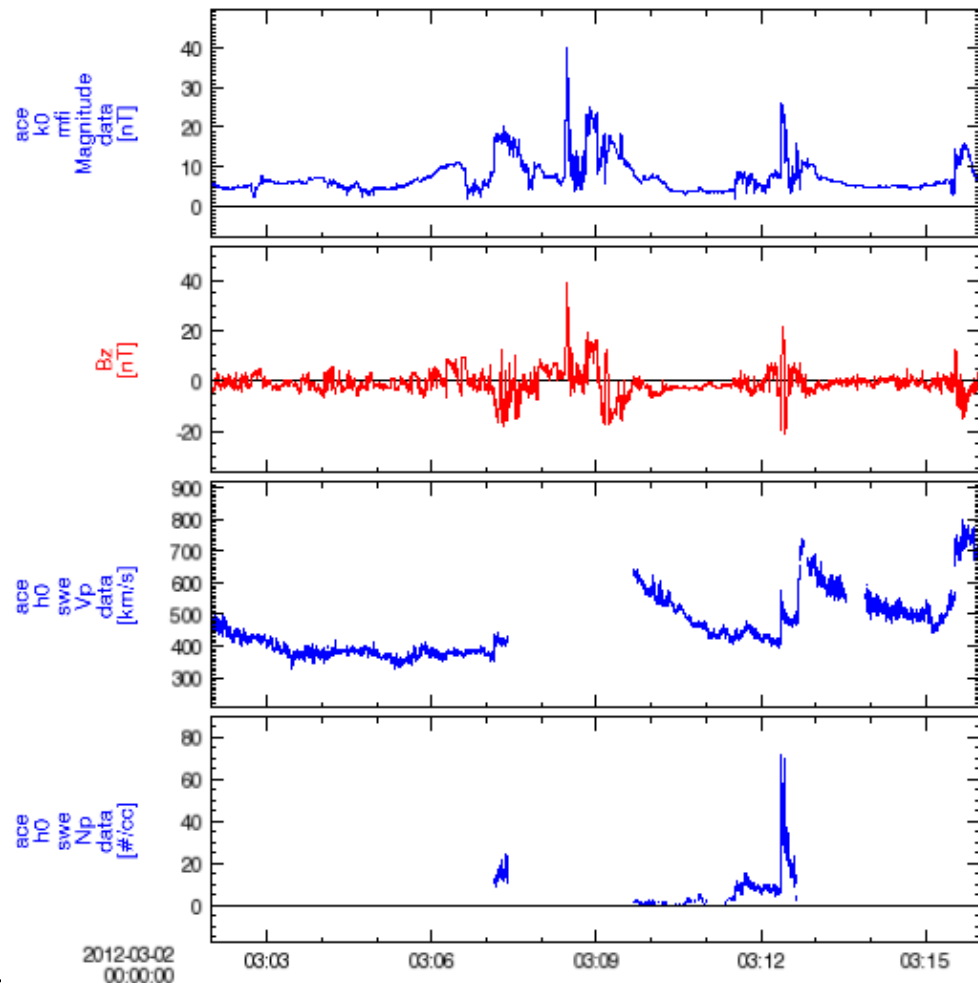 ace
k0
mfi
Magnitude
data
[nT]
40
30
20
10
0
Bz
[nT]
40
20
0
-20
ace
h0
swe
Vp
data
[km/s]
900
800
700
600
500
400
300
ace
h0
swe
Np
data
[#/cc]
80
60
40
20
0
2012-03-02
00:00:00
03:03
03:06
03:09
03:12
03:15